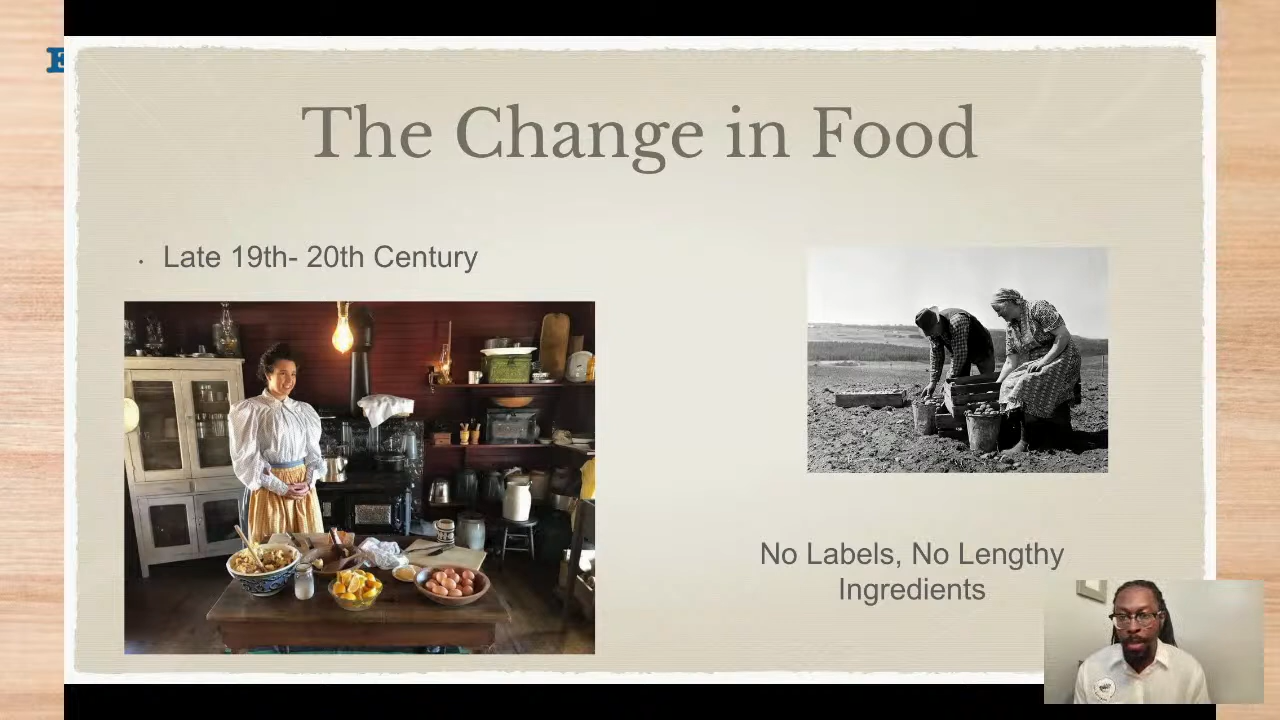 E
The Change in Food
· Late 19th- 20th Century
No Labels, No Lengthy
Ingredients